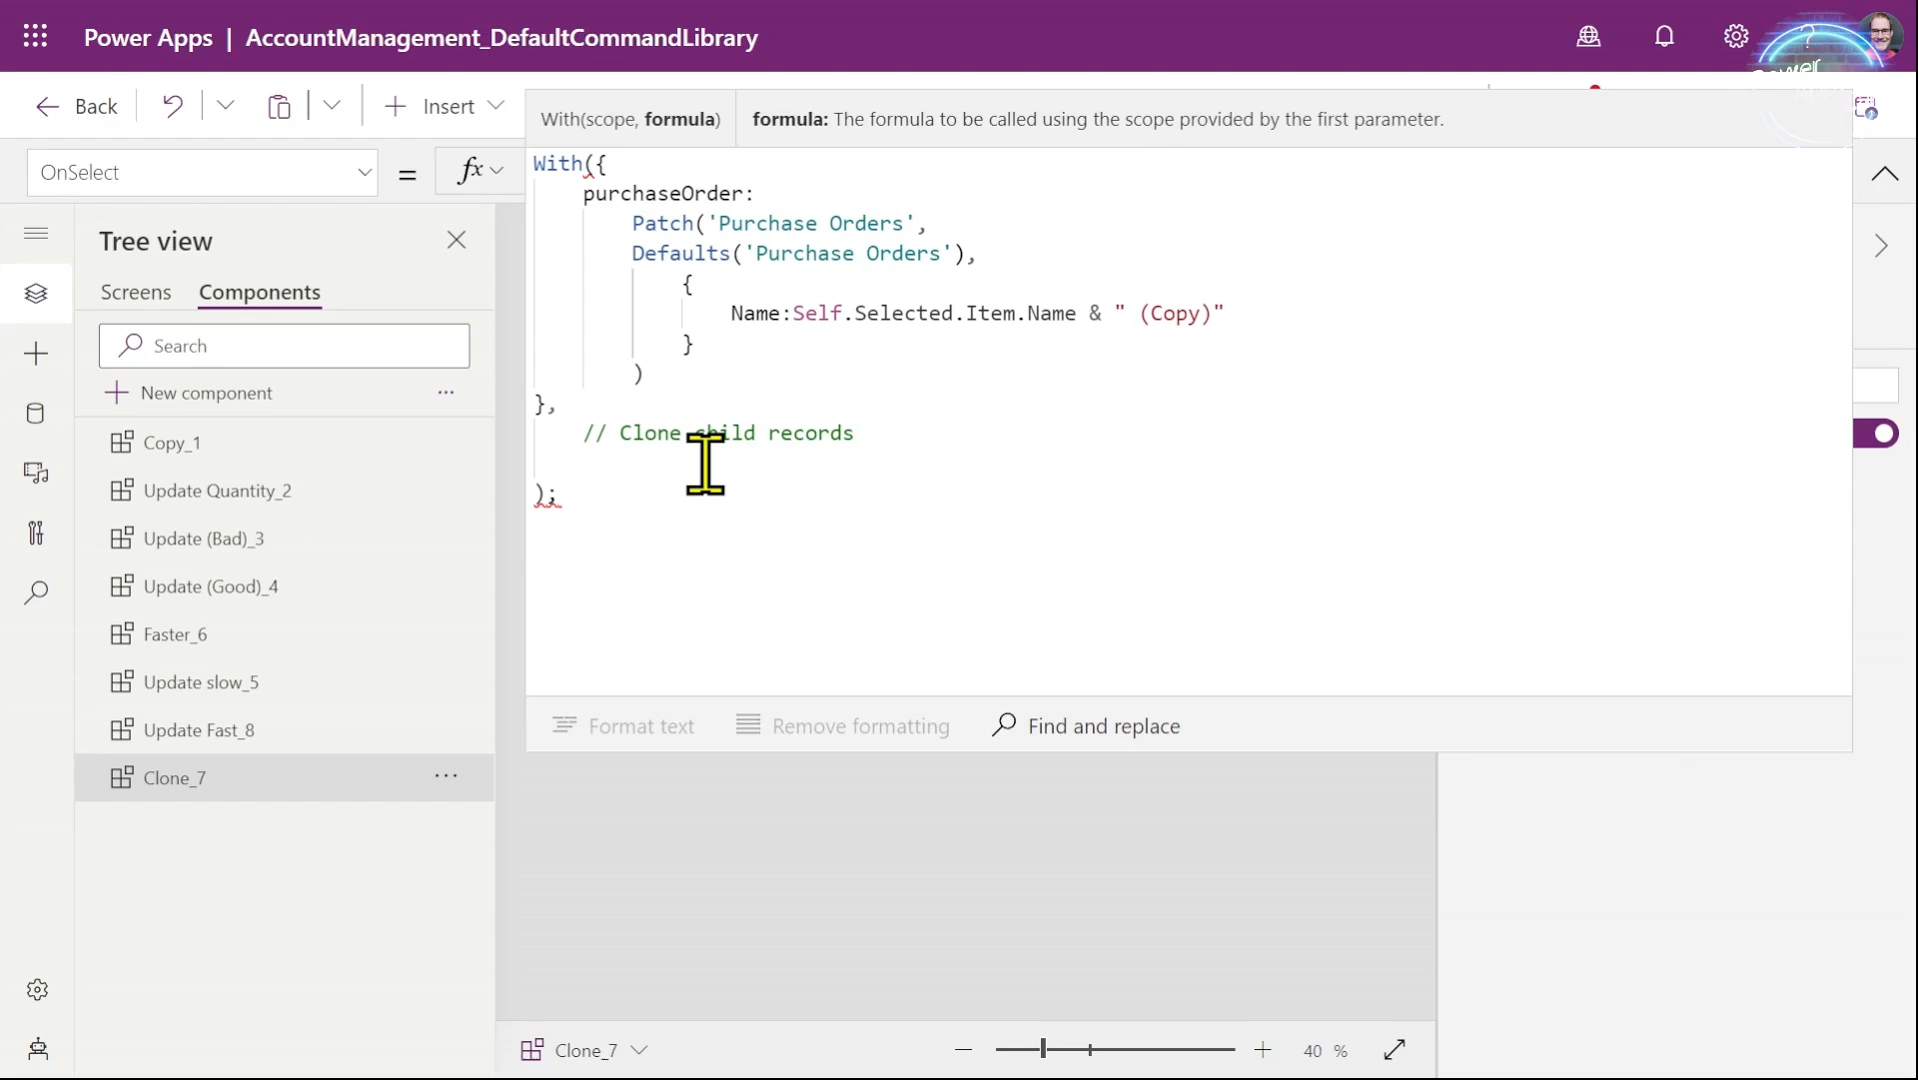 Power Apps | AccountManagement_DefaultCommandLibrary
?
Power
Back
Insert
With(scope, formula)
formula: The formula to be called using the scope provided by the first parameter.
OnSelect
=
fx
With({
purchaseOrder:
Patch('Purchase Orders',
Defaults('Purchase Orders'),
{
Name:Self.Selected.Item.Name & " (Copy)"
}
)
},
// Clone child records
);
Tree view
Screens
Components
Search
New component
...
Copy_1
Update Quantity_2
Update (Bad)_3
Update (Good)_4
Faster_6
Update slow_5
Update Fast_8
Clone_7
...
Format text
Remove formatting
Find and replace
Clone_7
40 %